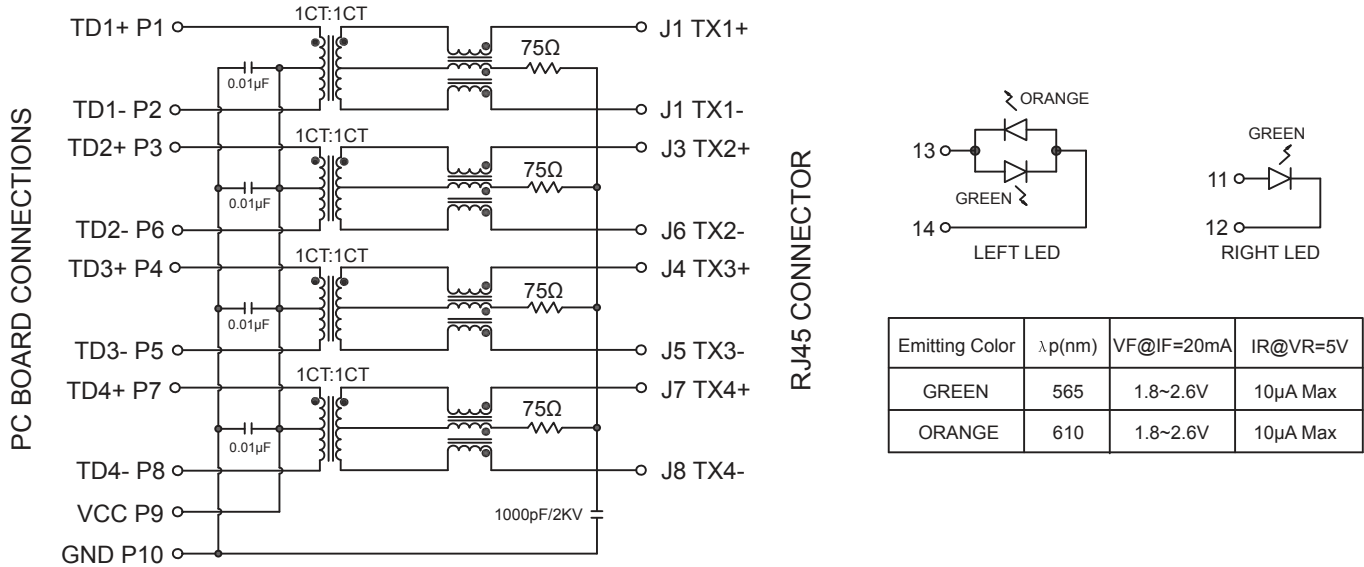 PC BOARD CONNECTIONS
1CT:1CT
TD1+ P1
J1 TX1+
75Ω
0.01µF
TD1- P2
J1 TX1-
1CT:1CT
TD2+ P3
J3 TX2+
75Ω
0.01µF
TD2- P6
J6 TX2-
1CT:1CT
TD3+ P4
J4 TX3+
75Ω
0.01µF
TD3- P5
J5 TX3-
1CT:1CT
TD4+ P7
J7 TX4+
75Ω
0.01µF
TD4- P8
J8 TX4-
VCC P9
1000pF/2KV
GND P10
RJ45 CONNECTOR
ORANGE
13
GREEN
14
LEFT LED
GREEN
11
12
RIGHT LED
Emitting Color λp(nm) VF@IF=20mA IR@VR=5V
GREEN 565 1.8~2.6V 10µA Max
ORANGE 610 1.8~2.6V 10µA Max